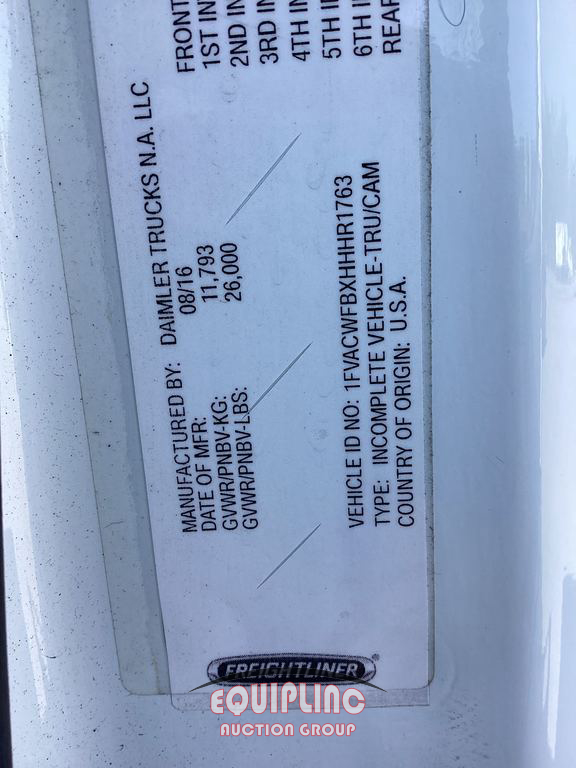 MANUFACTURED BY: DAIMLER TRUCKS N.A. LLC
DATE OF MFR: 08/16
GVWR/PNBV-KG: 11,793
GVWR/PNBV-LBS: 26,000
VEHICLE ID NO: 1FVACWFBXHHHR1763
TYPE: INCOMPLETE VEHICLE-TRU/CAM
COUNTRY OF ORIGIN: U.S.A.
FRONT
1ST IN
2ND IN
3RD IN
4TH IN
5TH I
6TH I
REAR
FREIGHTLINER ®
EQUIPLINC
AUCTION GROUP